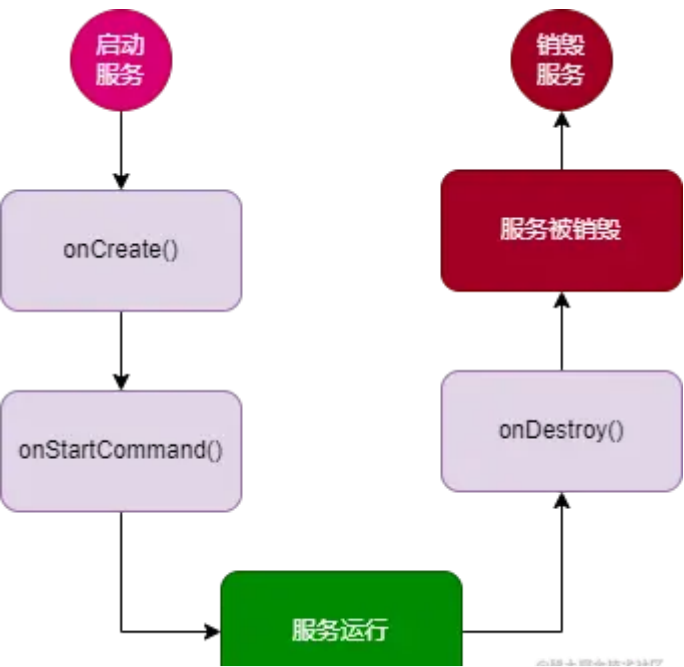 启动
服务
onCreate()
onStartCommand()
服务运行
onDestroy()
服务被销毁
销毁
服务